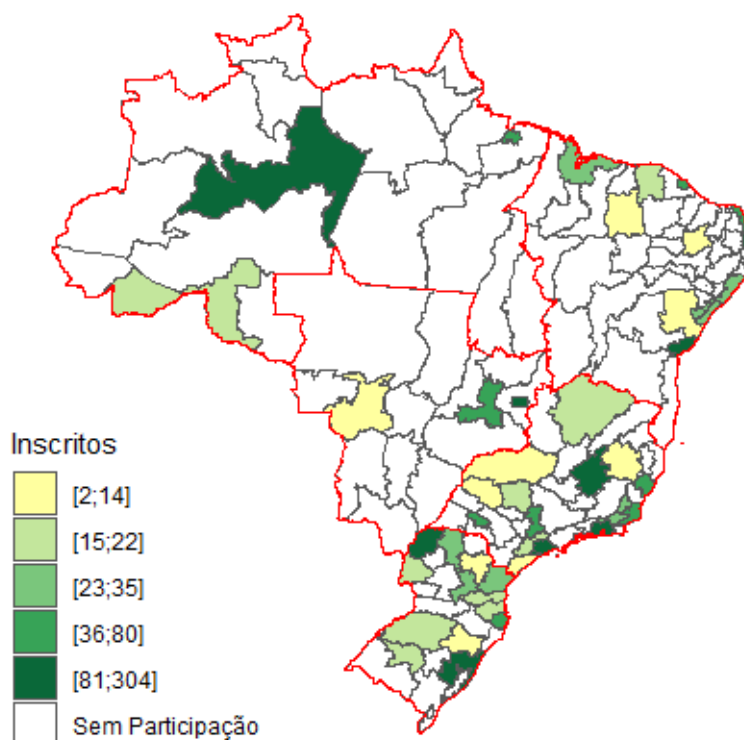 Inscritos
[2;14]
[15;22]
[23;35]
[36;80]
[81;304]
Sem Participação